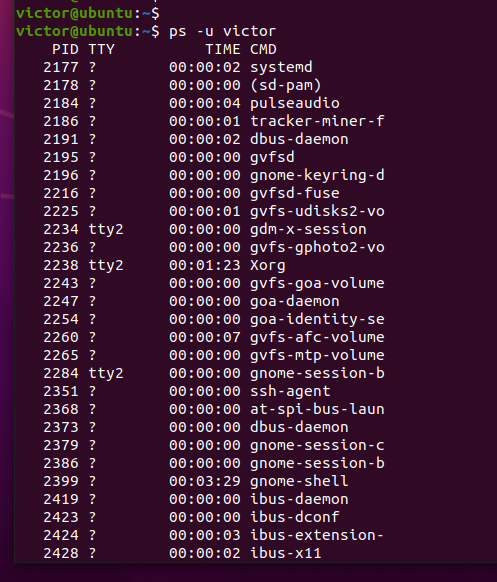 victor@ubuntu:~$
victor@ubuntu:~$ ps -u victor
    PID TTY          TIME CMD
   2177 ?        00:00:02 systemd
   2178 ?        00:00:00 (sd-pam)
   2184 ?        00:00:04 pulseaudio
   2186 ?        00:00:01 tracker-miner-f
   2191 ?        00:00:02 dbus-daemon
   2195 ?        00:00:00 gvfsd
   2196 ?        00:00:00 gnome-keyring-d
   2216 ?        00:00:00 gvfsd-fuse
   2225 ?        00:00:01 gvfs-udisks2-vo
   2234 tty2     00:00:00 gdm-x-session
   2236 ?        00:00:00 gvfs-gphoto2-vo
   2238 tty2     00:01:23 Xorg
   2243 ?        00:00:00 gvfs-goa-volume
   2247 ?        00:00:00 goa-daemon
   2254 ?        00:00:00 goa-identity-se
   2260 ?        00:00:07 gvfs-afc-volume
   2265 ?        00:00:00 gvfs-mtp-volume
   2284 tty2     00:00:00 gnome-session-b
   2351 ?        00:00:00 ssh-agent
   2368 ?        00:00:00 at-spi-bus-laun
   2373 ?        00:00:00 dbus-daemon
   2379 ?        00:00:00 gnome-session-c
   2386 ?        00:00:00 gnome-session-b
   2399 ?        00:03:29 gnome-shell
   2419 ?        00:00:00 ibus-daemon
   2423 ?        00:00:00 ibus-dconf
   2424 ?        00:00:03 ibus-extension-
   2428 ?        00:00:02 ibus-x11